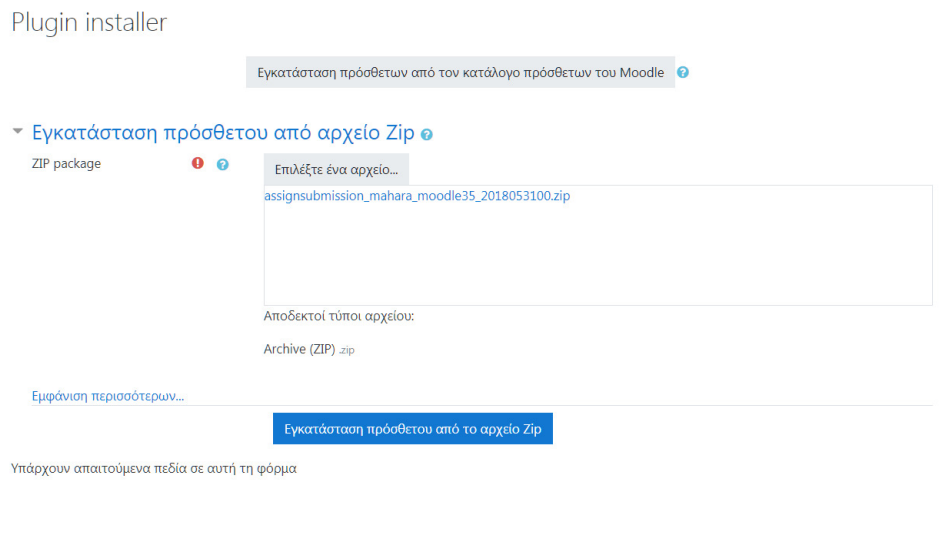 Plugin installer
Εγκατάσταση πρόσθετων από τον κατάλογο πρόσθετων του Moodle
Εγκατάσταση πρόσθετου από αρχείο Zip
ZIP package
Επιλέξτε ένα αρχείο...
assignsubmission_mahara_moodle35_2018053100.zip
Αποδεκτοί τύποι αρχείου:
Archive (ZIP) .zip
Εμφάνιση περισσότερων...
Εγκατάσταση πρόσθετου από το αρχείο Zip
Υπάρχουν απαιτούμενα πεδία σε αυτή τη φόρμα